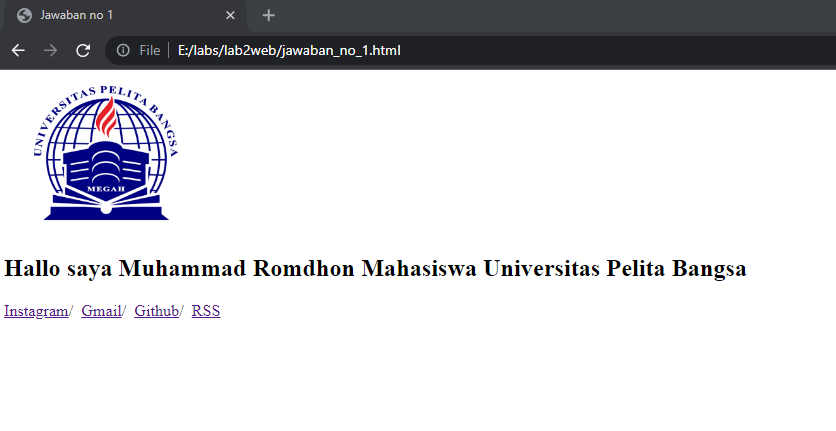 Jawaban no 1
File E:/labs/lab2web/jawaban_no_1.html
UNIVERSITAS PELITA BANGSA
MEGAH
Hallo saya Muhammad Romdhon Mahasiswa Universitas Pelita Bangsa
Instagram/ Gmail/ Github/ RSS